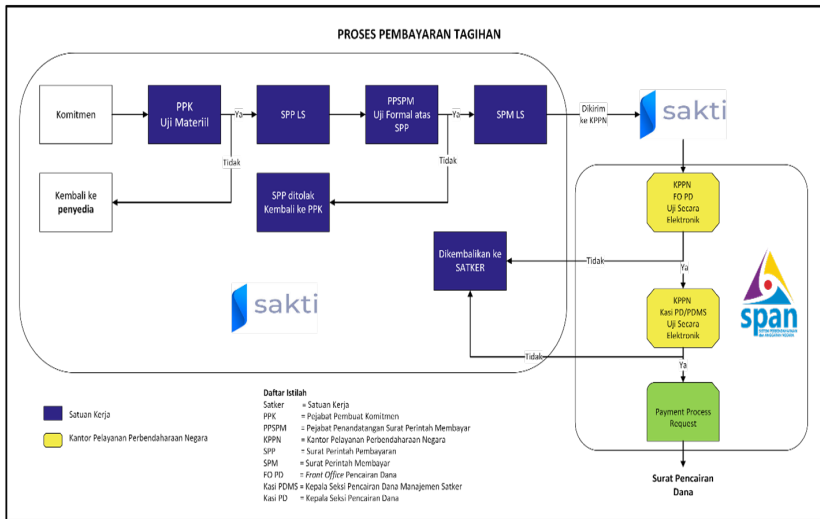 PROSES PEMBAYARAN TAGIHAN
Komitmen
PPK
Uji Materiil
Ya
SPP LS
PPSPM
Uji Formal atas
SPP
Ya
SPM LS
Dikirim
ke KPPN
sakti
Tidak
Tidak
Kembali ke
penyedia
SPP ditolak
Kembali ke PPK
KPPN
FO PD
Uji Secara
Elektronik
Dikembalikan ke
SATKER
Tidak
Ya
sakti
KPPN
Kasi PD/PDMS
Uji Secara
Elektronik
span
Tidak
Ya
Payment Process
Request
Surat Pencairan
Dana
Satuan Kerja
Kantor Pelayanan Perbendaharaan Negara
Daftar Istilah
Satker = Satuan Kerja
PPK = Pejabat Pembuat Komitmen
PPSPM = Pejabat Penandatangan Surat Perintah Membayar
KPPN = Kantor Pelayanan Perbendaharaan Negara
SPP = Surat Perintah Pembayaran
SPM = Surat Perintah Membayar
FO PD = Front Office Pencairan Dana
Kasi PDMS = Kepala Seksi Pencairan Dana Manajemen Satker
Kasi PD = Kepala Seksi Pencairan Dana